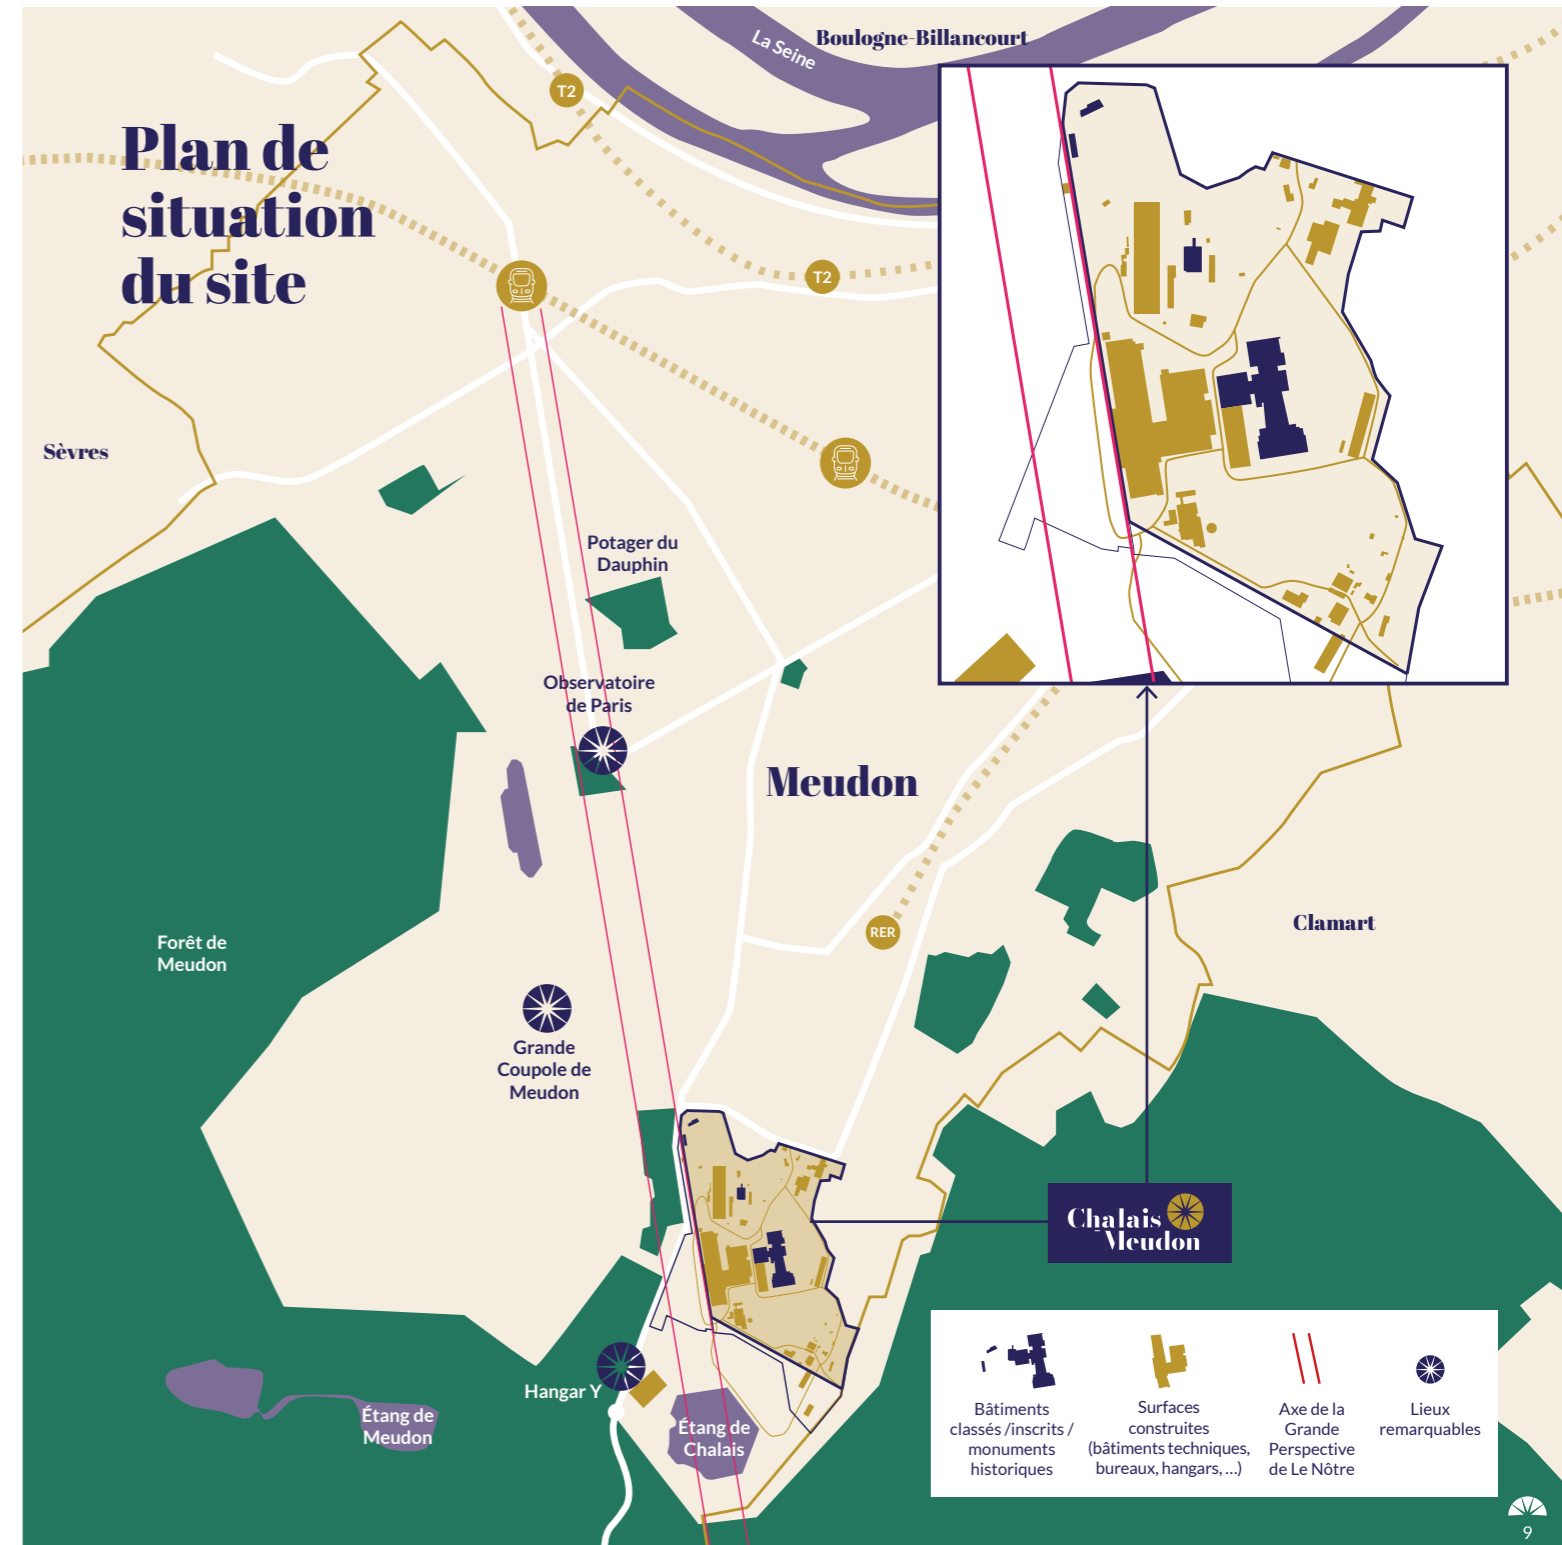 Plan de
situation
du site
La Seine
Boulogne-Billancourt
T2
T2
Sèvres
Potager du
Dauphin
Observatoire
de Paris
Meudon
Forêt de
Meudon
RER
Clamart
Grande
Coupole de
Meudon
Chalais
Meudon
Hangar Y
Étang de
Meudon
Étang de
Chalais
Bâtiments
classés /inscrits /
monuments
historiques
Surfaces
construites
(bâtiments techniques,
bureaux, hangars, ...)
Axe de la
Grande
Perspective
de Le Nôtre
Lieux
remarquables
9